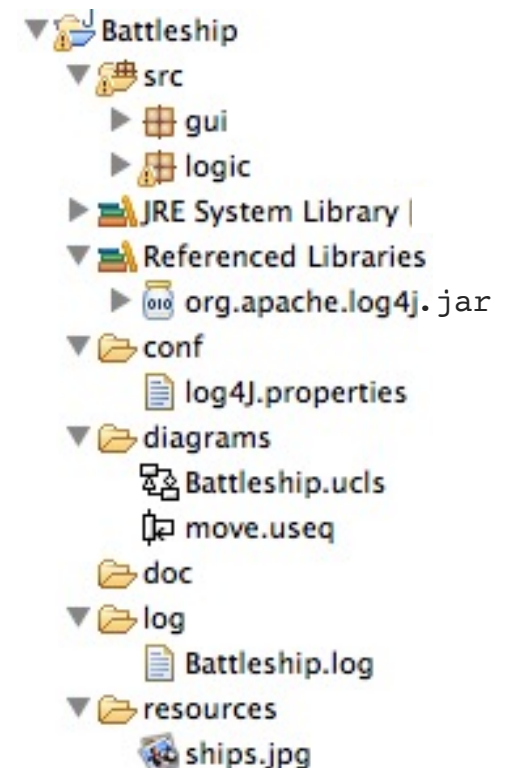 Battleship
src
gui
logic
JRE System Library [
Referenced Libraries
org.apache.log4j.jar
conf
log4J.properties
diagrams
Battleship.ucls
move.useq
doc
log
Battleship.log
resources
ships.jpg